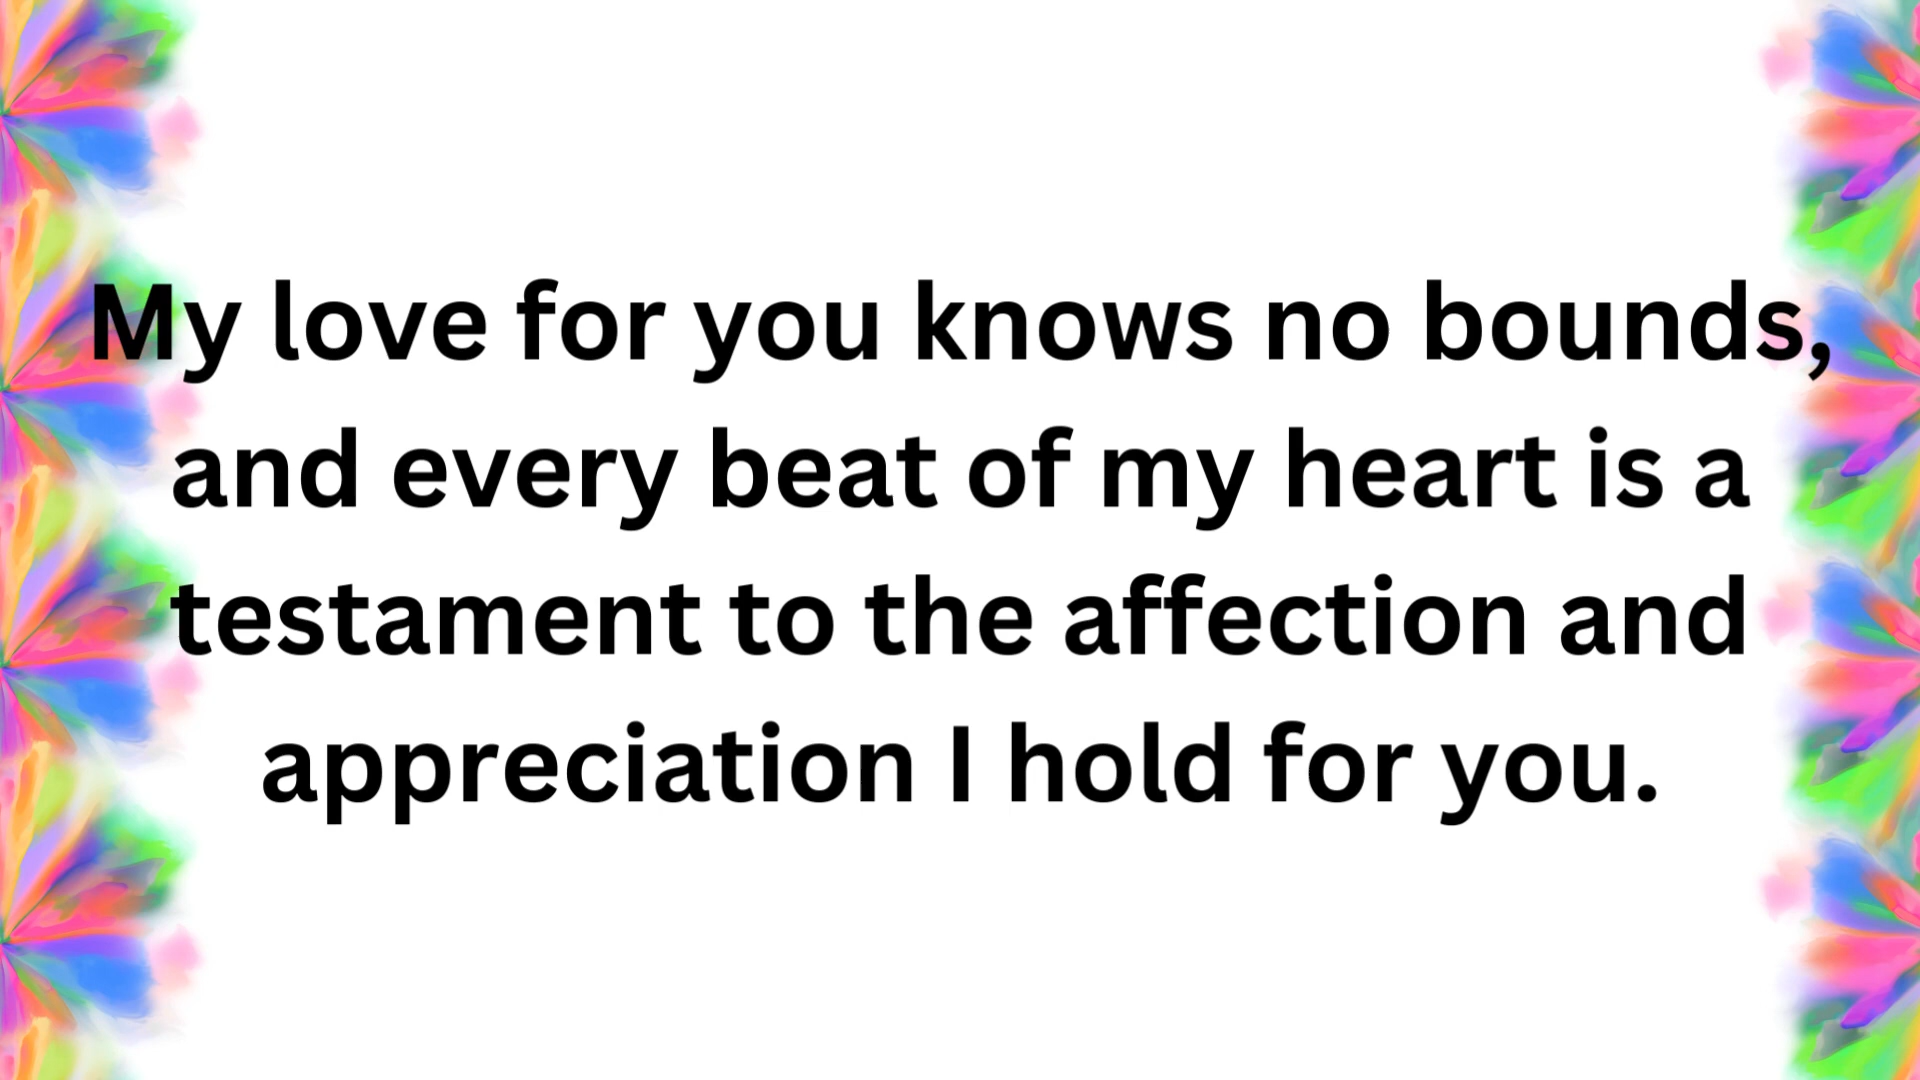 My love for you knows no bounds,
and every beat of my heart is a
testament to the affection and
appreciation I hold for you.